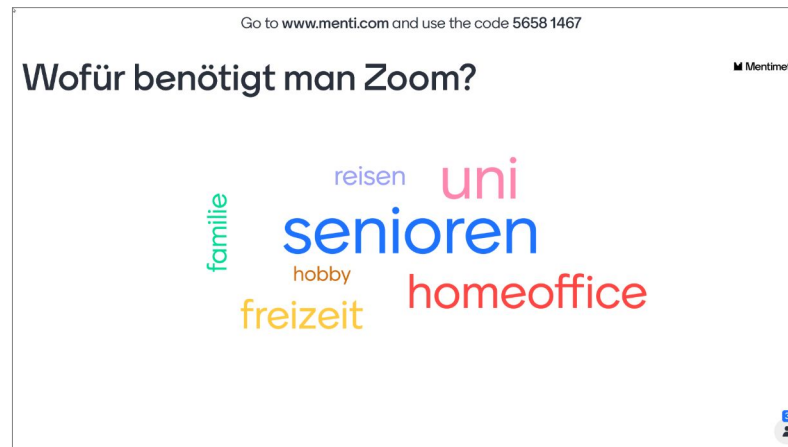 Go to www.menti.com and use the code 5658 1467
Wofür benötigt man Zoom?
reisen
uni
familie
senioren
hobby
homeoffice
freizeit